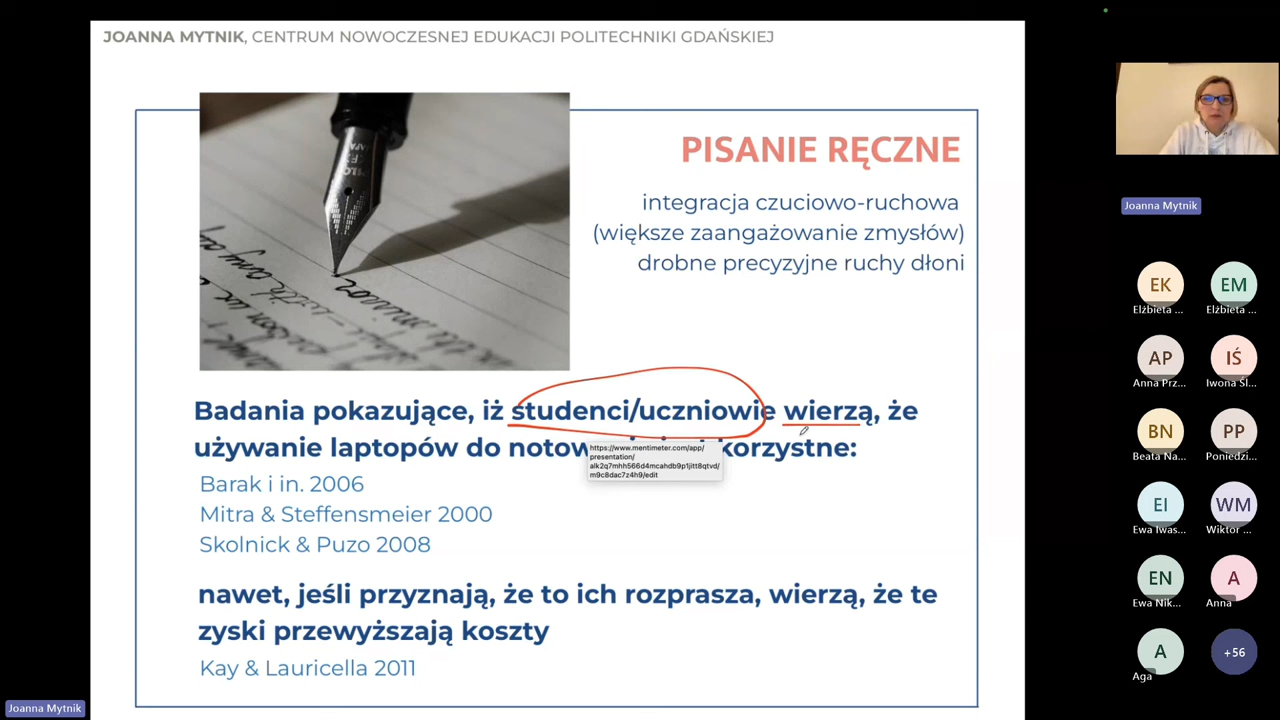 JOANNA MYTNIK, CENTRUM NOWOCZESNEJ EDUKACJI POLITECHNIKI GDAŃSKIEJ
PISANIE RĘCZNE
integracja czuciowo-ruchowa
(większe zaangażowanie zmysłów)
drobne precyzyjne ruchy dłoni
Badania pokazujące, iż studenci/uczniowie wierzą, że
używanie laptopów do korzystne:
https://www.mentimeter.com/app/
presentation/
alk2q7mhh566d4mcahdb9p1jitt8qtvd/
m9c8dac7z4h9/edit
Barak i in. 2006
Mitra & Steffensmeier 2000
Skolnick & Puzo 2008
nawet, jeśli przyznają, że to ich rozprasza, wierzą, że te
zyski przewyższają koszty
Kay & Lauricella 2011
Joanna Mytnik
Joanna Mytnik
EK
Elżbieta ...
EM
Elżbieta ...
AP
Anna Prz...
IŚ
Iwona Śl...
BN
Beata Na...
PP
Poniedzi...
EI
Ewa Iwas...
WM
Wiktor ...
EN
Ewa Nik...
A
Anna
A
Aga
+56